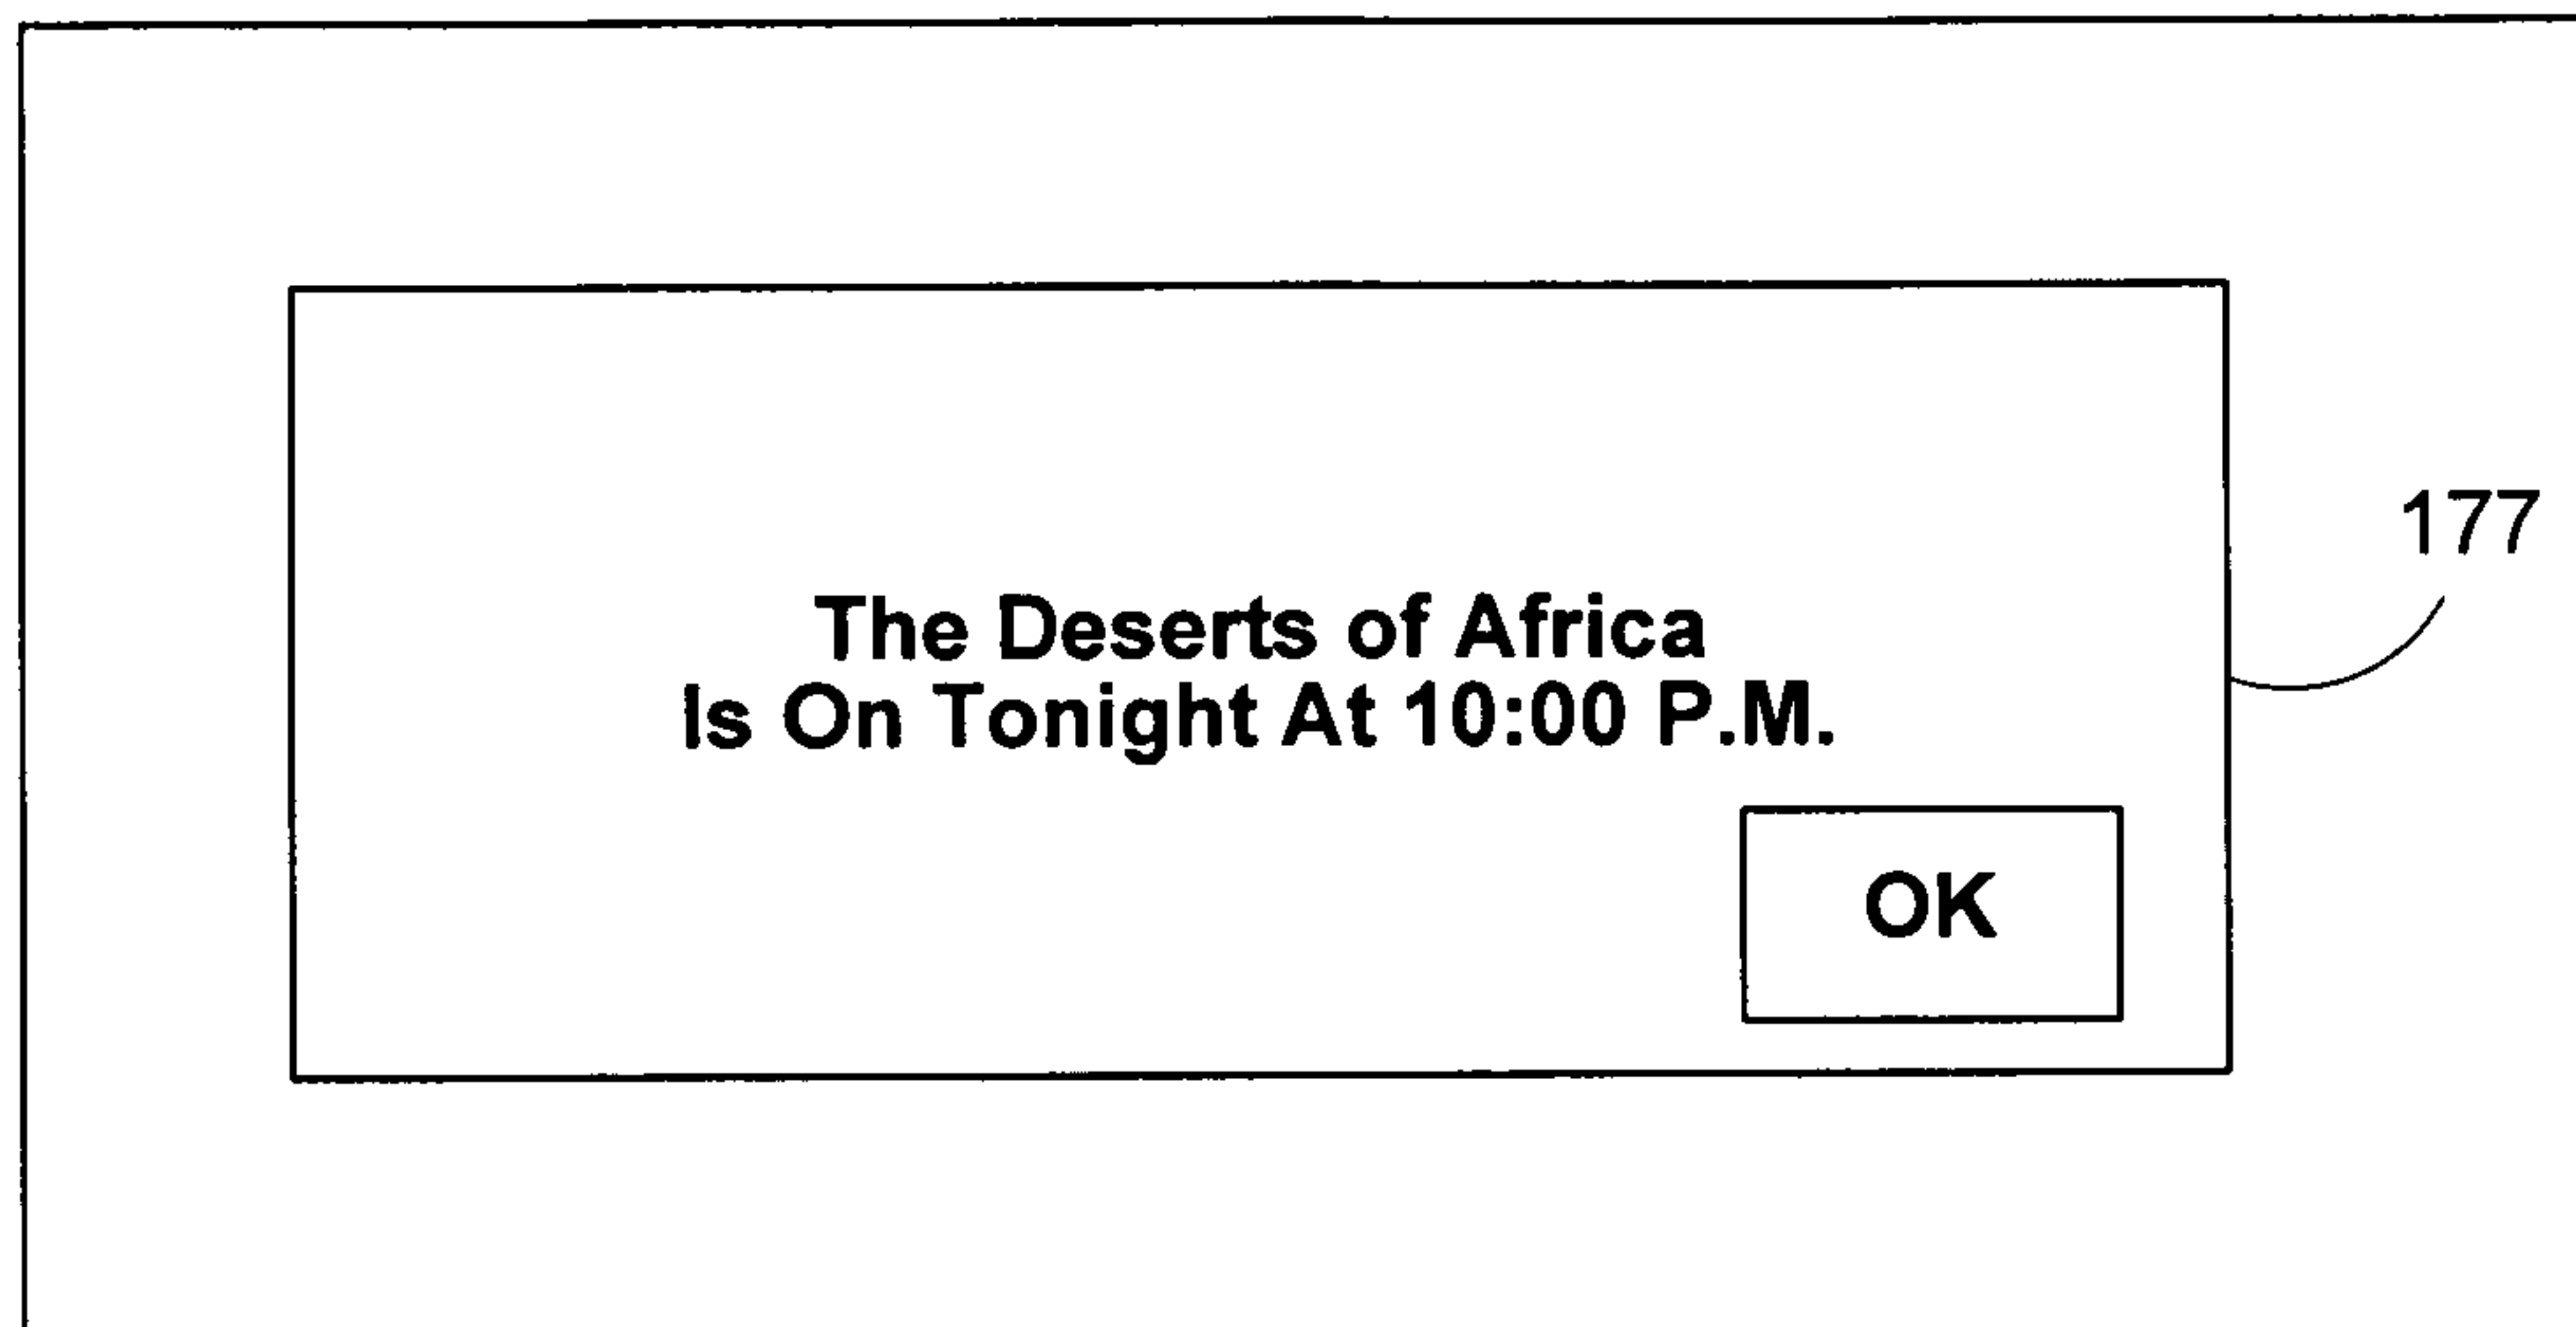 177
The Deserts of Africa
Is On Tonight At 10:00 P.M.
OK